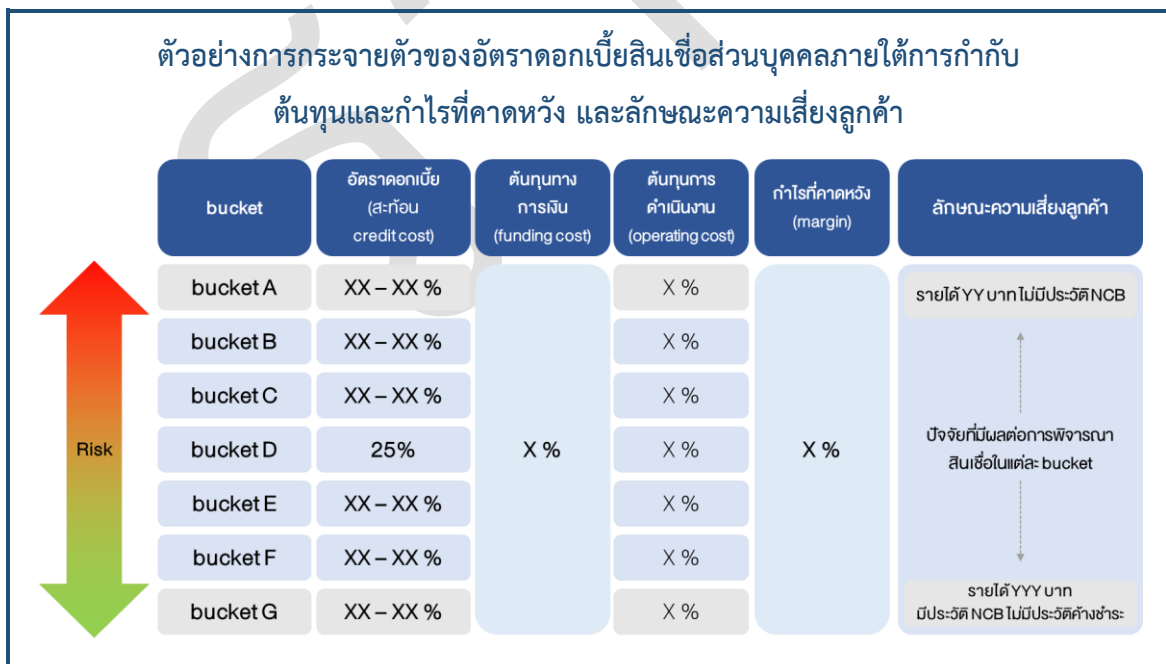 ตัวอย่างการกระจายตัวของอัตราดอกเบี้ยสินเชื่อส่วนบุคคลภายใต้การกำกับ
ต้นทุนและกำไรที่คาดหวัง และลักษณะความเสี่ยงลูกค้า
bucket
อัตราดอกเบี้ย
(สะท้อน
credit cost)
ต้นทุนทาง
การเงิน
(funding cost)
ต้นทุนการ
ดำเนินงาน
(operating cost)
กำไรที่คาดหวัง
(margin)
ลักษณะความเสี่ยงลูกค้า
Risk
bucket A
XX – XX %
X %
รายได้ YY บาท ไม่มีประวัติ NCB
bucket B
XX – XX %
X %
bucket C
XX – XX %
X %
bucket D
25%
X %
X %
X %
ปัจจัยที่มีผลต่อการพิจารณา
สินเชื่อในแต่ละ bucket
bucket E
XX – XX %
X %
bucket F
XX – XX %
X %
bucket G
XX – XX %
X %
รายได้ YYY บาท
มีประวัติ NCB ไม่มีประวัติค้างชำระ